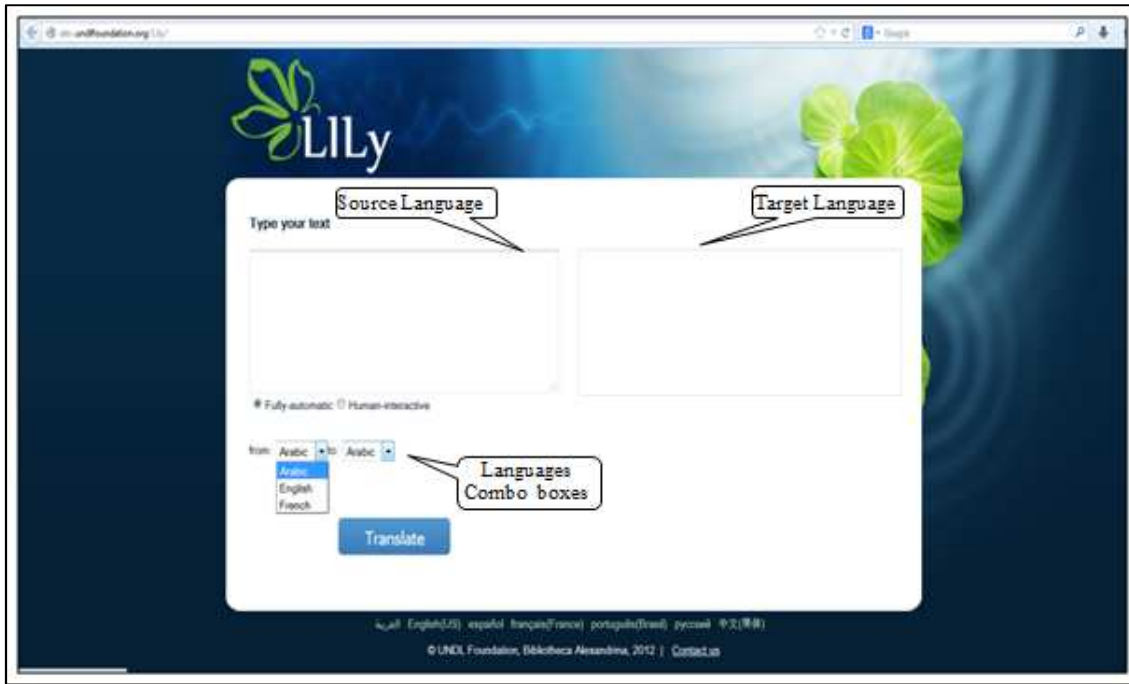 undlfoundation.org
LILy
Source Language
Target Language
Type your text
Fully-automatic Human-interactive
from Arabic to Arabic
Arabic
English
French
Languages
Combo boxes
Translate
العربية English(US) español français(France) português(Brasil) русский 中文(简体)
© UNDL Foundation, Bibliotheca Alexandrina, 2012 | Contact us